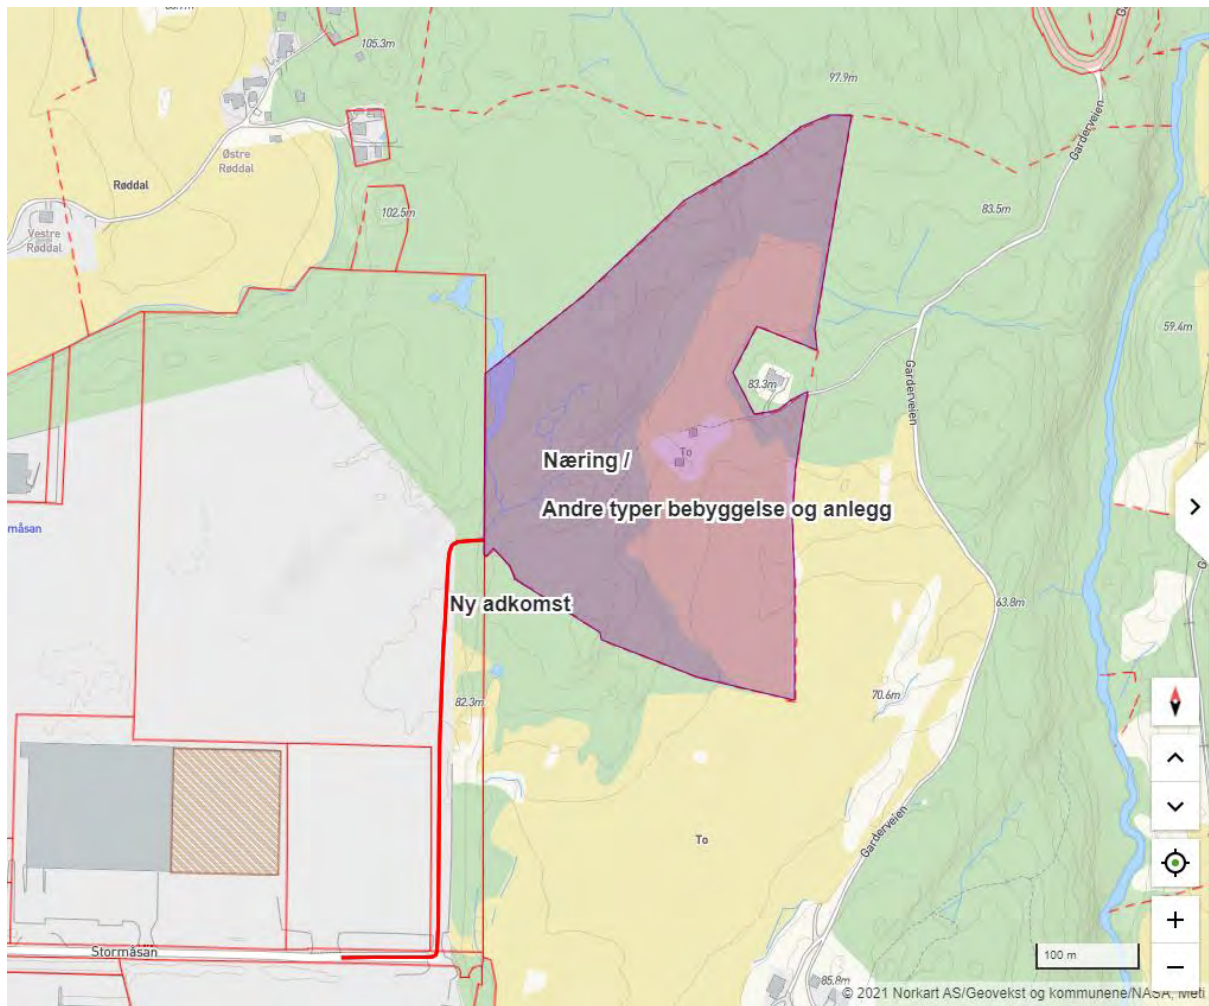 105.3m
97.9m
Garderveien
Østre
Røddal
Røddal
102.5m
83.5m
Vestre
Røddal
59.4m
83.3m
Garderveien
To
Næring /
Andre typer bebyggelse og anlegg
måsan
Ny adkomst
63.8m
82.3m
70.6m
Garderveien
To
Stormåsan
100 m
85.8m
© 2021 Norkart AS/Geovekst og kommunene/NASA, Meti